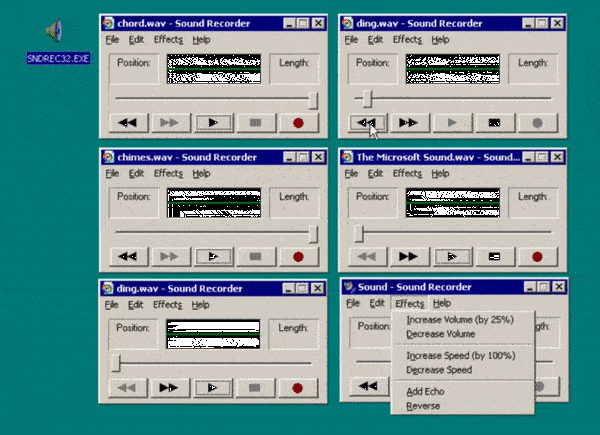 SNDREC32.EXE
chord.wav - Sound Recorder
File Edit Effects Help
Position:
Length:
ding.wav - Sound Recorder
File Edit Effects Help
Position:
Length:
chimes.wav - Sound Recorder
File Edit Effects Help
Position:
Length:
The Microsoft Sound.wav - Sound...
File Edit Effects Help
Position:
Length:
ding.wav - Sound Recorder
File Edit Effects Help
Position:
Length:
Sound - Sound Recorder
File Edit Effects Help
Increase Volume (by 25%)
Decrease Volume
Increase Speed (by 100%)
Decrease Speed
Add Echo
Reverse